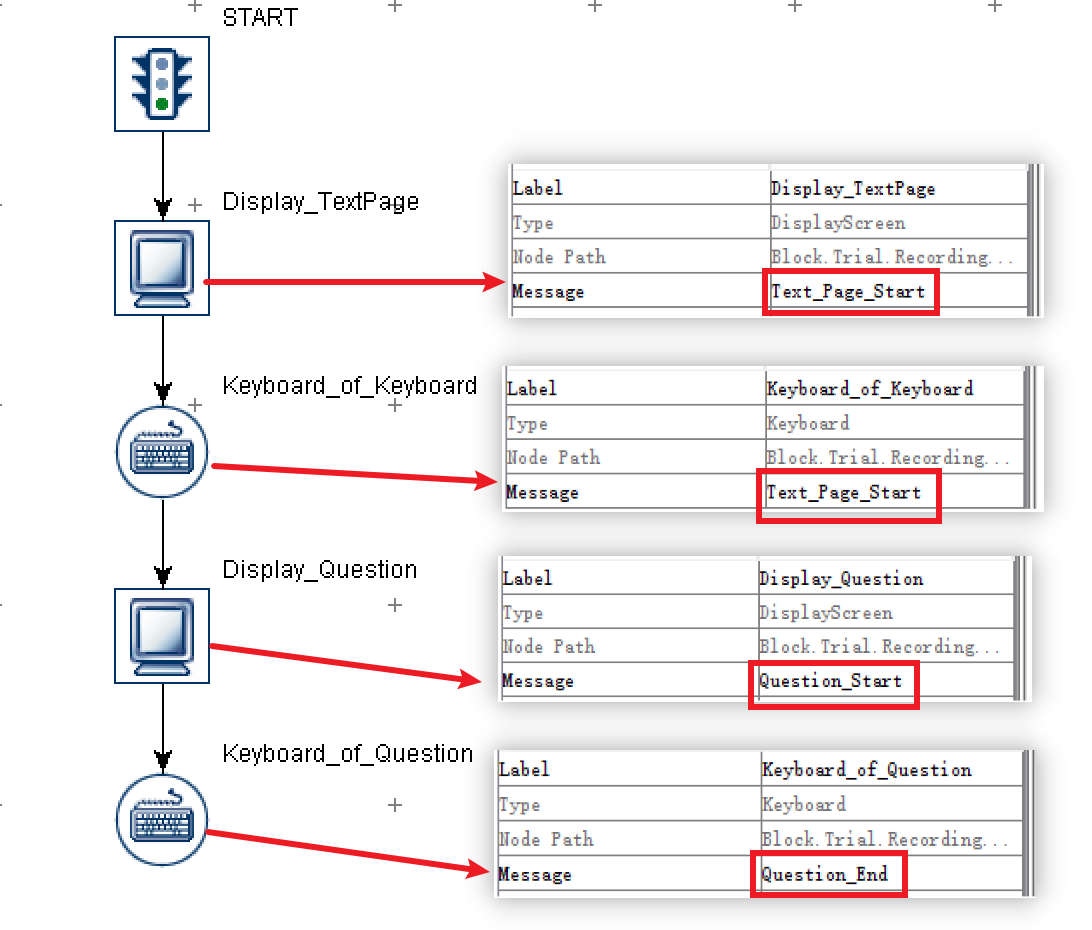 START
Display_TextPage
Label Display_TextPage
Type DisplayScreen
Node Path Block.Trial.Recording...
Message Text_Page_Start
Keyboard_of_Keyboard
Label Keyboard_of_Keyboard
Type Keyboard
Node Path Block.Trial.Recording...
Message Text_Page_Start
Display_Question
Label Display_Question
Type DisplayScreen
Node Path Block.Trial.Recording...
Message Question_Start
Keyboard_of_Question
Label Keyboard_of_Question
Type Keyboard
Node Path Block.Trial.Recording...
Message Question_End